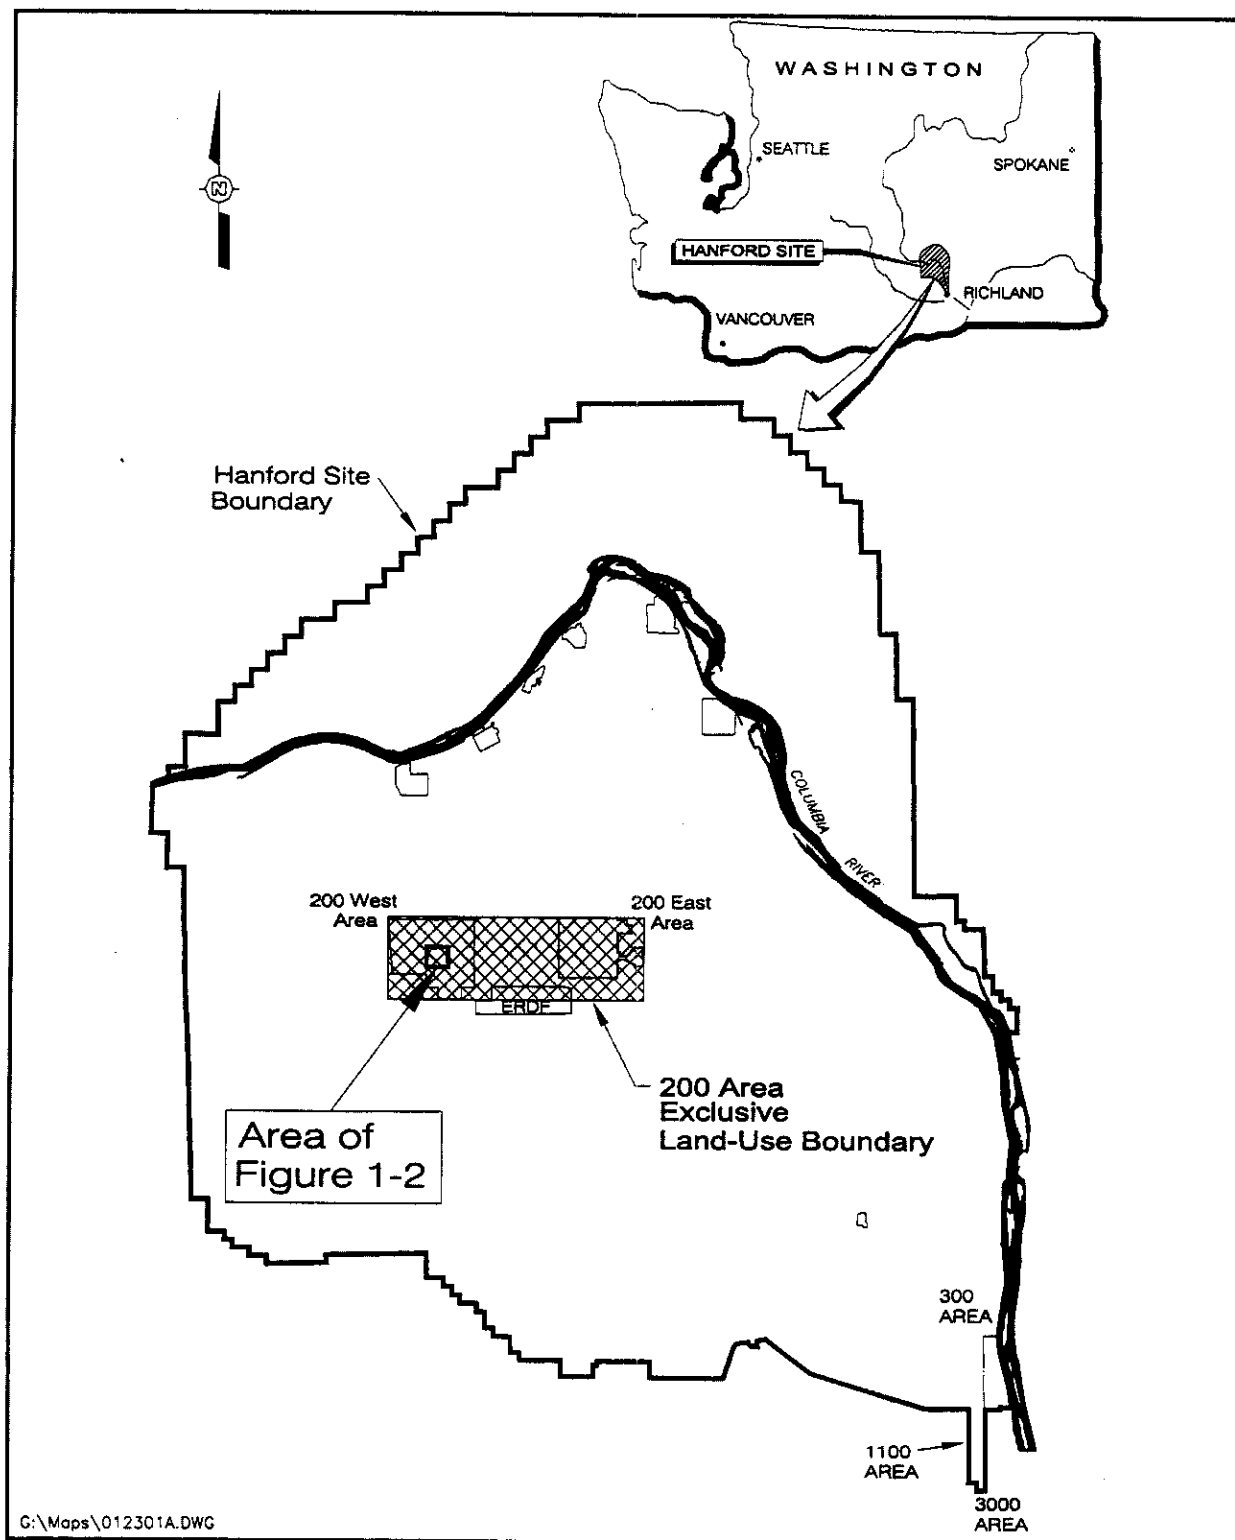 WASHINGTON
SEATTLE
SPOKANE
N
HANFORD SITE
RICHLAND
VANCOUVER
Hanford Site
Boundary
COLUMBIA
RIVER
200 West
Area
200 East
Area
ERDF
200 Area
Exclusive
Land-Use Boundary
Area of
Figure 1-2
300
AREA
1100
AREA
3000
AREA
G:\Maps\012301A.DWG